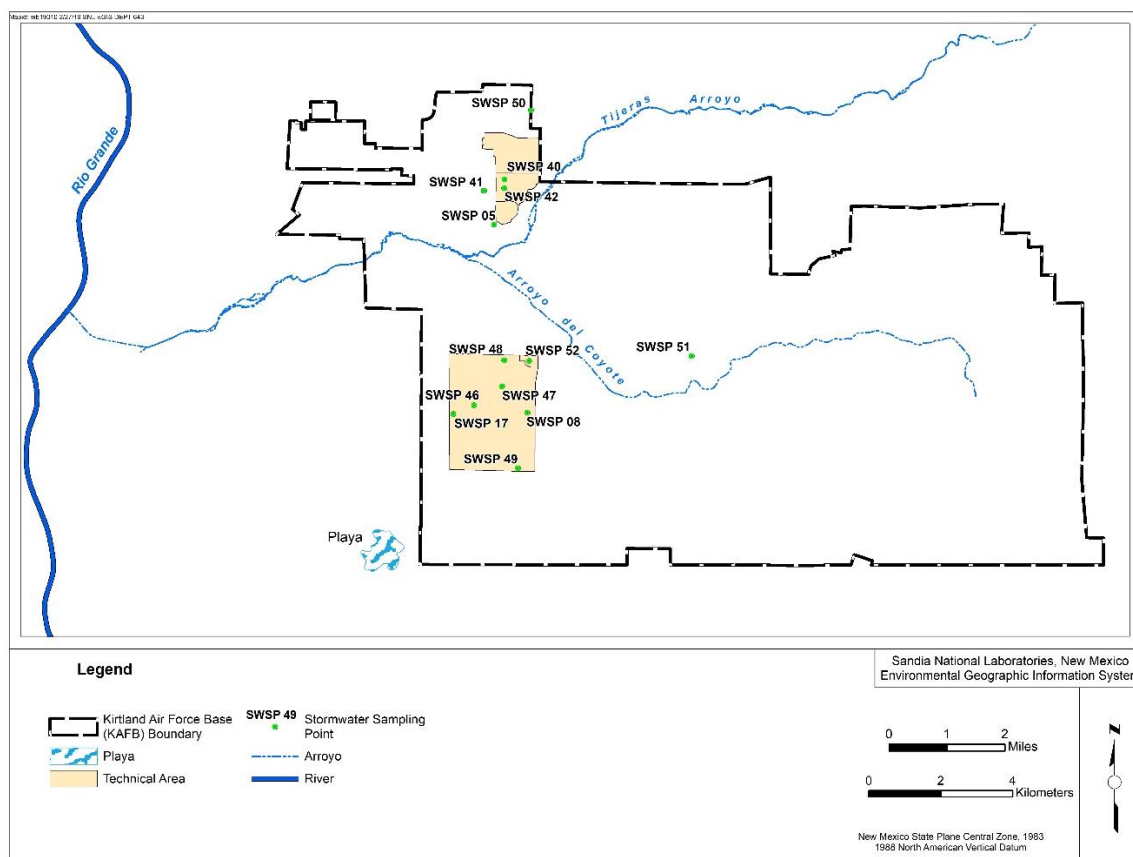 SWSP 50
Tijeras Arroyo
Rio Grande
SWSP 40
SWSP 41
SWSP 42
SWSP 05
Arroyo del Coyote
SWSP 51
SWSP 48
SWSP 52
SWSP 46
SWSP 47
SWSP 17
SWSP 08
SWSP 49
Playa
Legend
Kirtland Air Force Base
(KAFB) Boundary
Playa
Technical Area
SWSP 49
Stormwater Sampling
Point
Arroyo
River
Sandia National Laboratories, New Mexico
Environmental Geographic Information System
0 1 2
Miles
0 2 4
Kilometers
N
New Mexico State Plane Central Zone, 1983
1988 North American Vertical Datum